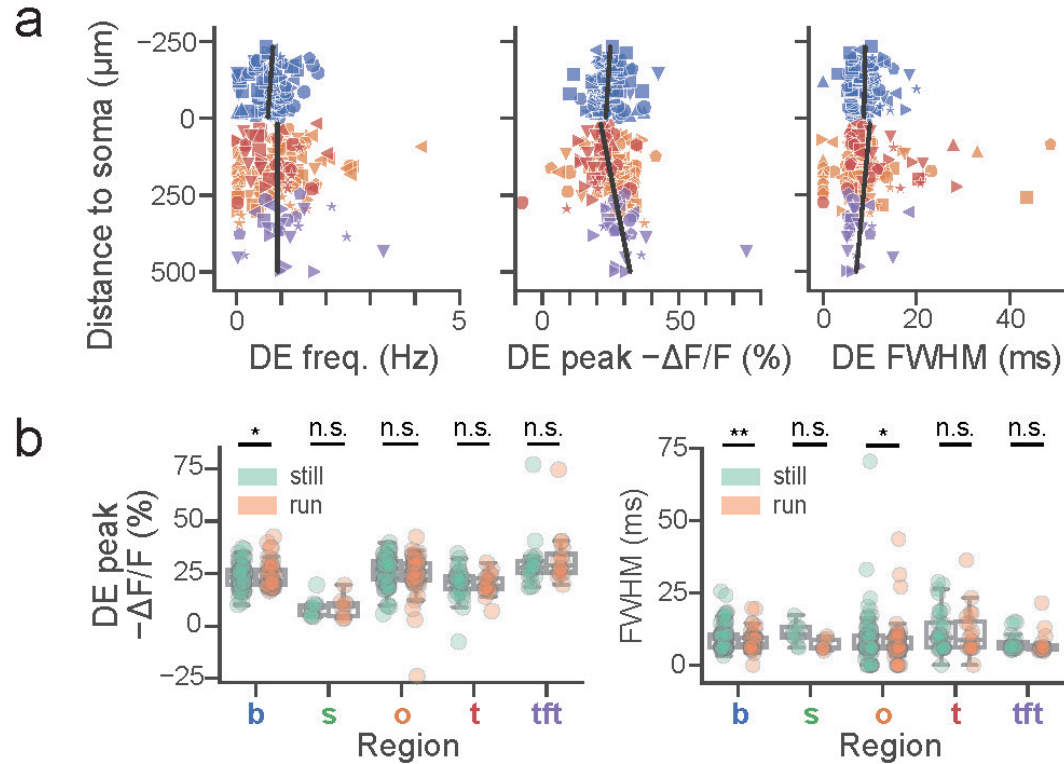 a
Distance to soma (μm)
−250
0
250
500
0 5
DE freq. (Hz)
0 50
DE peak −ΔF/F (%)
0 20 40
DE FWHM (ms)
b
* n.s. n.s. n.s. n.s.
DE peak
−ΔF/F (%)
75
50
25
0
−25
still
run
b s o t tft
Region
** n.s. * n.s. n.s.
FWHM (ms)
75
50
25
0
still
run
b s o t tft
Region